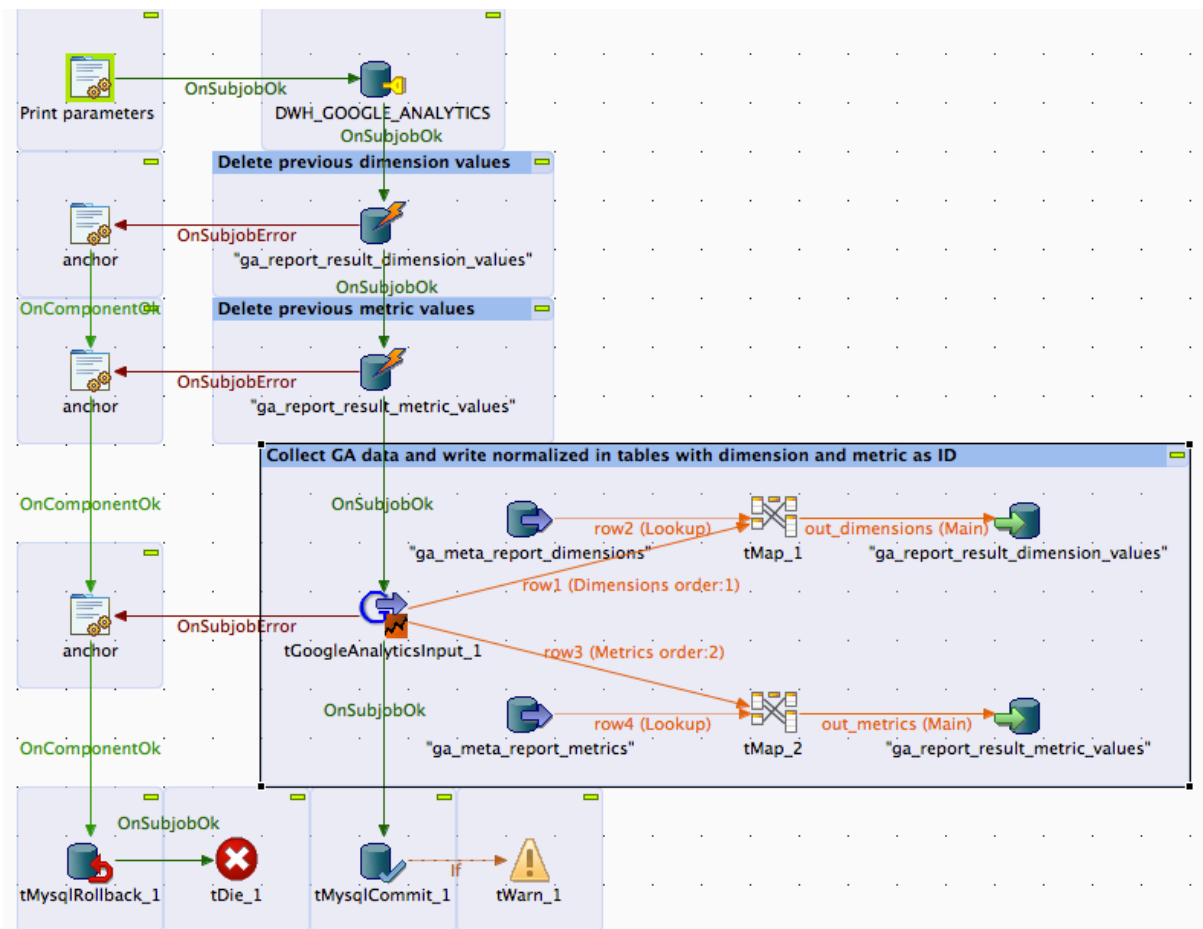 OnSubjobOk
Print parameters
DWH_GOOGLE_ANALYTICS
OnSubjobOk
Delete previous dimension values
OnSubjobError
anchor
"ga_report_result_dimension_values"
OnSubjobOk
OnComponentOk
Delete previous metric values
OnSubjobError
anchor
"ga_report_result_metric_values"
Collect GA data and write normalized in tables with dimension and metric as ID
OnComponentOk
OnSubjobOk
row2 (Lookup)
out_dimensions (Main)
"ga_meta_report_dimensions"
tMap_1
"ga_report_result_dimension_values"
row1 (Dimensions order:1)
OnSubjobError
anchor
tGoogleAnalyticsInput_1
row3 (Metrics order:2)
OnSubjobOk
row4 (Lookup)
out_metrics (Main)
OnComponentOk
"ga_meta_report_metrics"
tMap_2
"ga_report_result_metric_values"
OnSubjobOk
If
tMysqlRollback_1
tDie_1
tMysqlCommit_1
tWarn_1